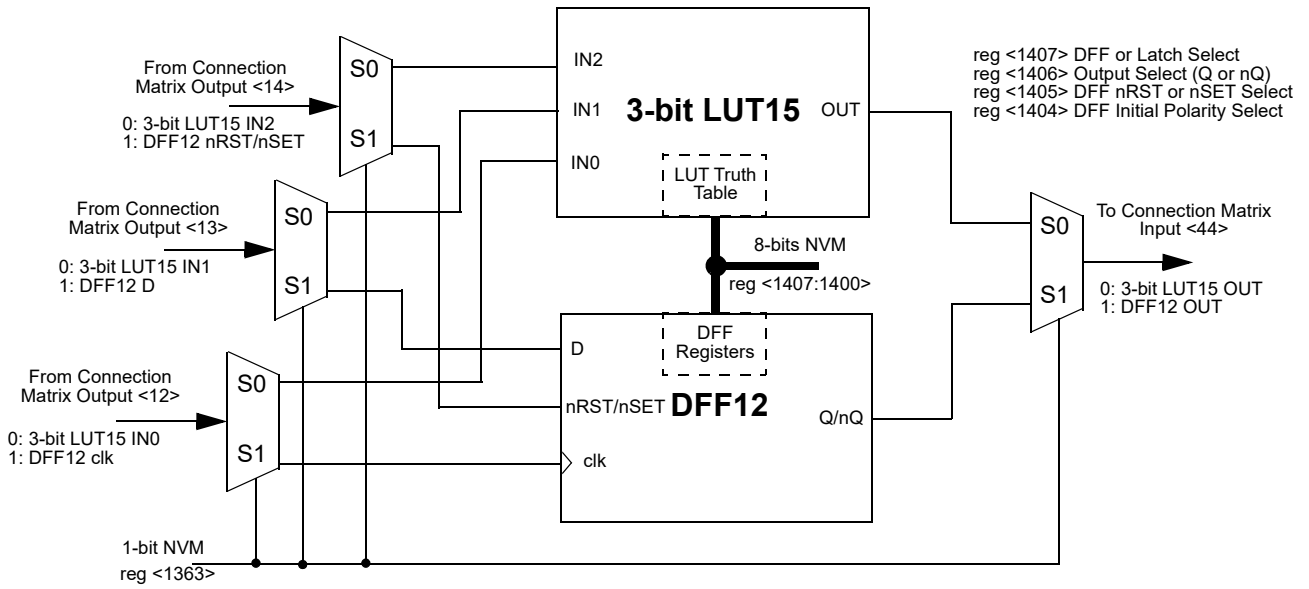 From Connection
Matrix Output <14>
0: 3-bit LUT15 IN2
1: DFF12 nRST/nSET
S0
S1
From Connection
Matrix Output <13>
0: 3-bit LUT15 IN1
1: DFF12 D
S0
S1
From Connection
Matrix Output <12>
0: 3-bit LUT15 IN0
1: DFF12 clk
S0
S1
1-bit NVM
reg <1363>
IN2
IN1
IN0
3-bit LUT15
OUT
LUT Truth
Table
8-bits NVM
reg <1407:1400>
DFF
Registers
D
nRST/nSET
DFF12
clk
Q/nQ
reg <1407> DFF or Latch Select
reg <1406> Output Select (Q or nQ)
reg <1405> DFF nRST or nSET Select
reg <1404> DFF Initial Polarity Select
S0
S1
To Connection Matrix
Input <44>
0: 3-bit LUT15 OUT
1: DFF12 OUT